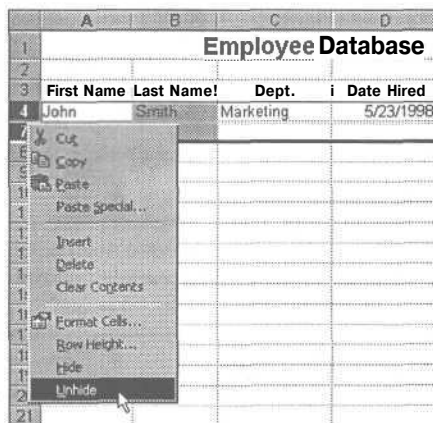 A B C D
1 Employee Database
2
3 First Name Last Name! Dept. i Date Hired
4 John Smith Marketing 5/23/1998
7
Cut
Copy
Paste
Paste Special...
Insert
Delete
Clear Contents
Format Cells...
Row Height...
Hide
Unhide
21